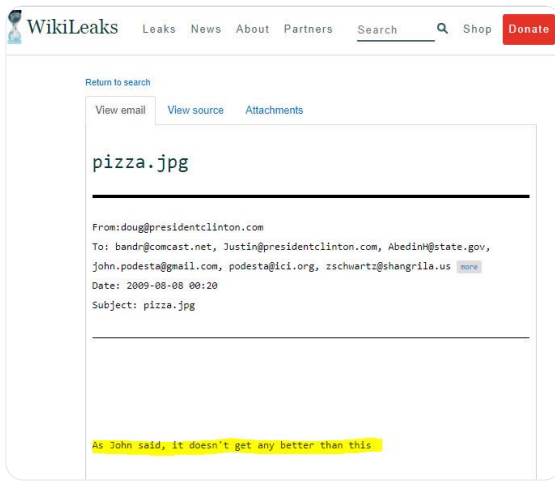 WikiLeaks Leaks News About Partners Search Shop Donate
Return to search
View email View source Attachments
pizza.jpg
From:doug@presidentclinton.com
To: bandr@comcast.net, Justin@presidentclinton.com, AbedinH@state.gov,
john.podesta@gmail.com, podesta@ici.org, zschwartz@shangrila.us more
Date: 2009-08-08 00:20
Subject: pizza.jpg
As John said, it doesn't get any better than this